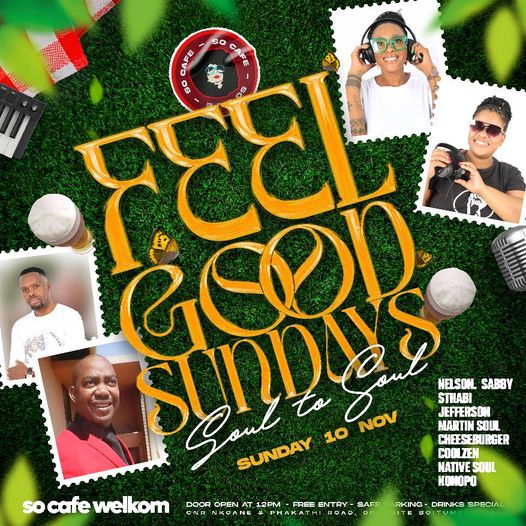 SO CAFE - SO CAFE
FEEL
GOOD
SUNDAYS
Soul to Soul
SUNDAY 10 NOV
NELSON. SABBY
STHABI
JEFFERSON
MARTIN SOUL
CHEESEBURGER
COOLZEN
NATIVE SOUL
KONOPO
so cafe welkom
DOOR OPEN AT 12PM - FREE ENTRY - SAFE PARKING - DRINKS SPECIAL
CNR NKOANE & PHAKATHI ROAD,